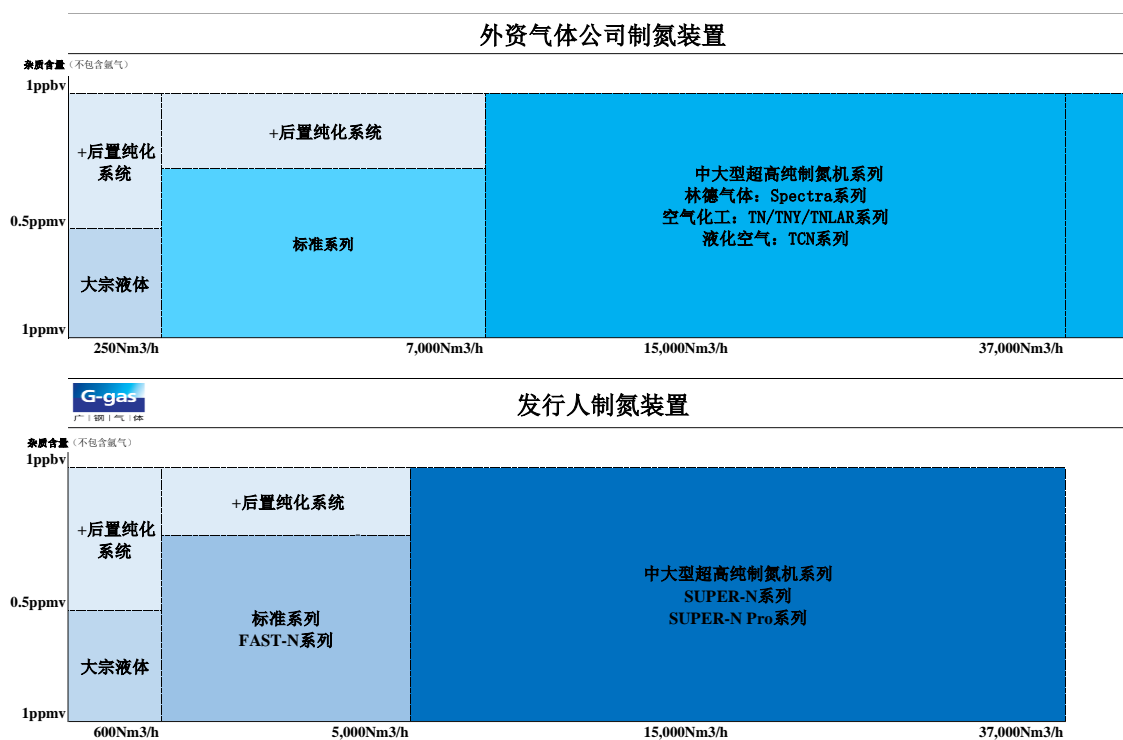 外资气体公司制氮装置
杂质含量（不包含氩气）
1ppbv
+后置纯化系统
+后置纯化
系统
中大型超高纯制氮机系列
林德气体：Spectra系列
空气化工：TN/TNY/TNLAR系列
液化空气：TCN系列
0.5ppmv
标准系列
大宗液体
1ppmv
250Nm3/h
7,000Nm3/h
15,000Nm3/h
37,000Nm3/h
G-gas
广|钢|气|体
发行人制氮装置
杂质含量（不包含氩气）
1ppbv
+后置纯化系统
+后置纯化
系统
中大型超高纯制氮机系列
SUPER-N系列
SUPER-N Pro系列
0.5ppmv
标准系列
FAST-N系列
大宗液体
1ppmv
600Nm3/h
5,000Nm3/h
15,000Nm3/h
37,000Nm3/h